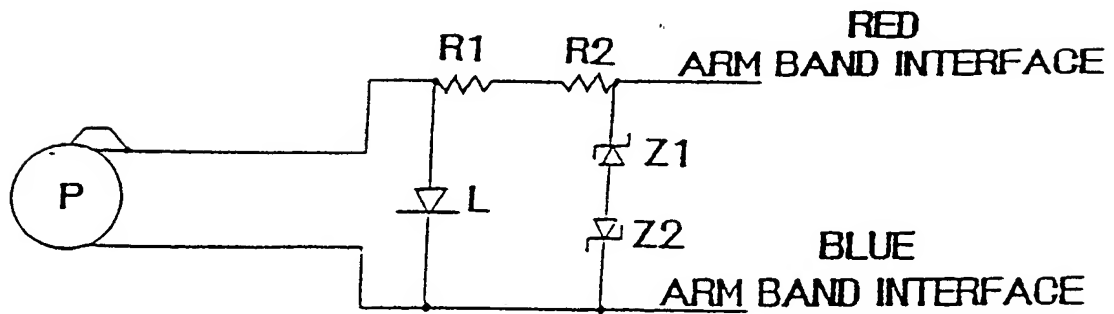 RED
ARM BAND INTERFACE
R1
R2
Z1
P
L
Z2
BLUE
ARM BAND INTERFACE